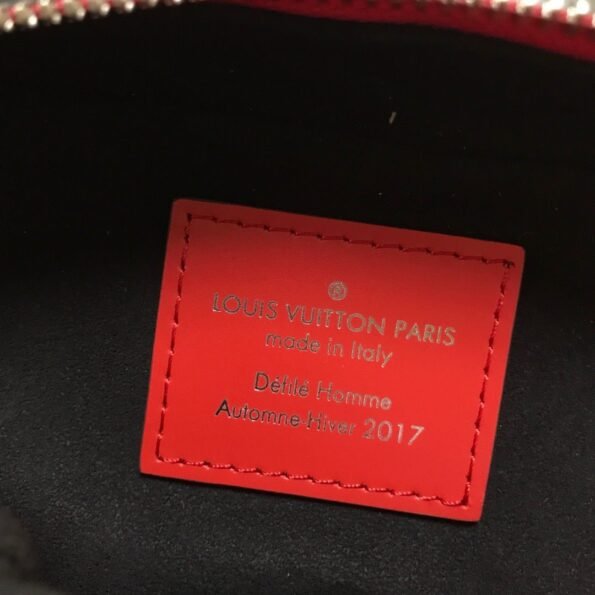 ®
LOUIS VUITTON PARIS
made in Italy
Défilé Homme
Automne-Hiver 2017